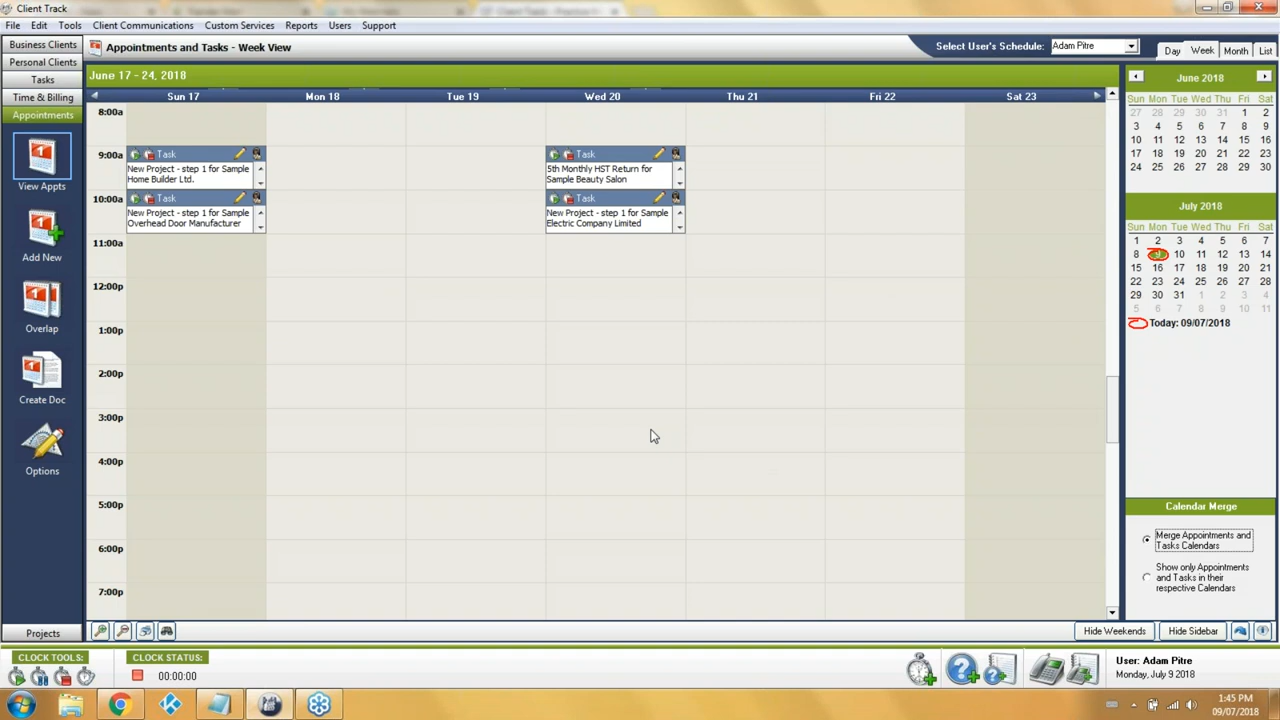 Client Track
File Edit Tools Client Communications Custom Services Reports Users Support
Business Clients
Personal Clients
Tasks
Time & Billing
Appointments
View Appts
Add New
Overlap
Create Doc
Options
Projects
Appointments and Tasks - Week View
Select User's Schedule: Adam Pitre
Day Week Month List
June 17 - 24, 2018
Sun 17 Mon 18 Tue 19 Wed 20 Thu 21 Fri 22 Sat 23
8:00a
9:00a
10:00a
11:00a
12:00p
1:00p
2:00p
3:00p
4:00p
5:00p
6:00p
7:00p
Task
New Project - step 1 for Sample
Home Builder Ltd.
Task
New Project - step 1 for Sample
Overhead Door Manufacturer
Task
5th Monthly HST Return for
Sample Beauty Salon
Task
New Project - step 1 for Sample
Electric Company Limited
June 2018
Sun Mon Tue Wed Thu Fri Sat
27 28 29 30 31 1 2
3 4 5 6 7 8 9
10 11 12 13 14 15 16
17 18 19 20 21 22 23
24 25 26 27 28 29 30
July 2018
Sun Mon Tue Wed Thu Fri Sat
1 2 3 4 5 6 7
8 10 11 12 13 14
15 16 17 18 19 20 21
22 23 24 25 26 27 28
29 30 31 1 2 3 4
5 6 7 8 9 10 11
Today: 09/07/2018
Calendar Merge
Merge Appointments and
Tasks Calendars
Show only Appointments
and Tasks in their
respective Calendars
Hide Weekends Hide Sidebar
CLOCK TOOLS:
CLOCK STATUS:
00:00:00
User: Adam Pitre
Monday, July 9 2018
1:45 PM
09/07/2018